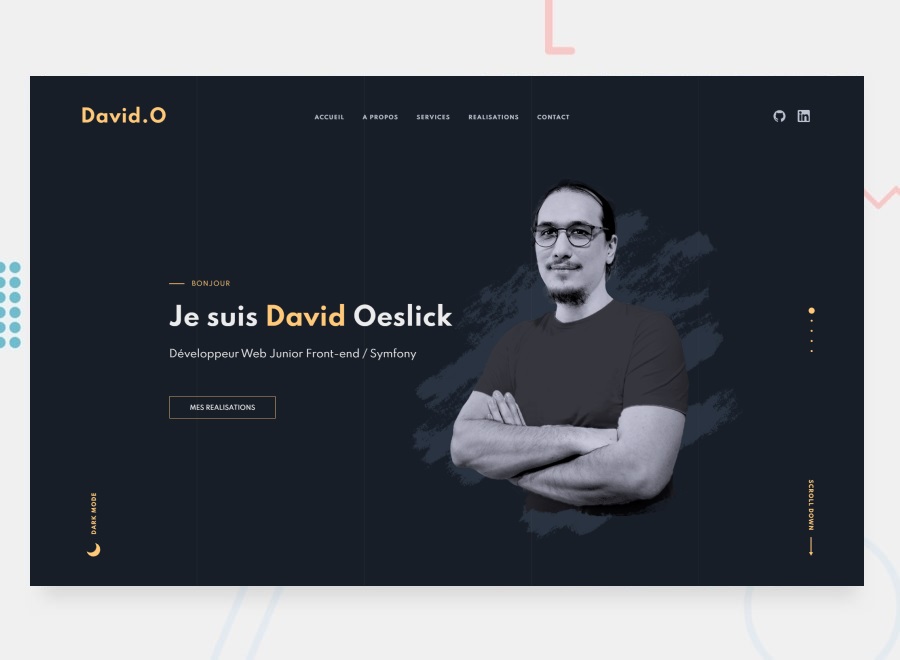 David.O
ACCUEIL A PROPOS SERVICES REALISATIONS CONTACT
in
BONJOUR
Je suis David Oeslick
Développeur Web Junior Front-end / Symfony
MES REALISATIONS
DARK MODE
SCROLL DOWN